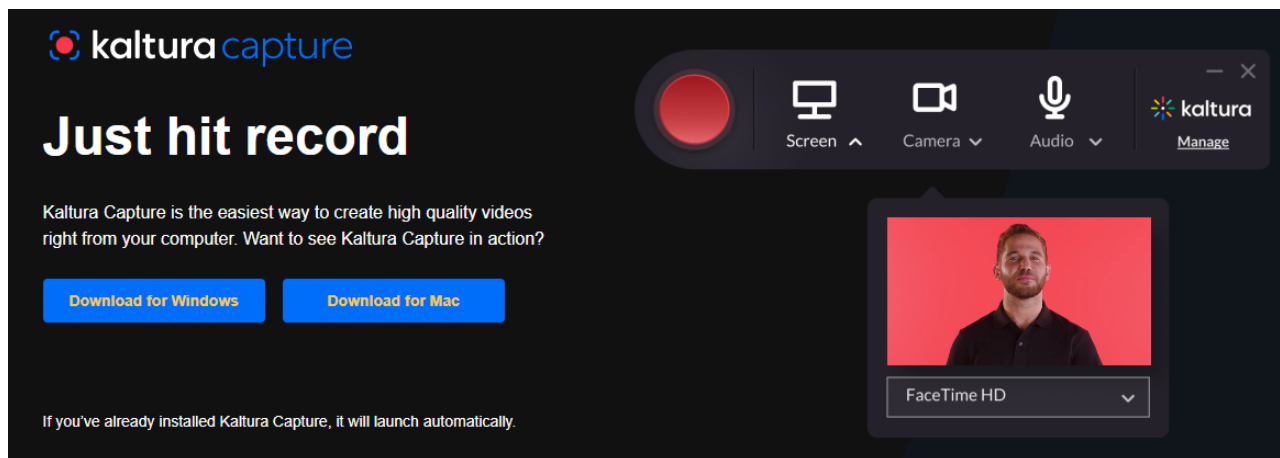 kaltura capture
Just hit record
Kaltura Capture is the easiest way to create high quality videos
right from your computer. Want to see Kaltura Capture in action?
Download for Windows
Download for Mac
If you've already installed Kaltura Capture, it will launch automatically.
Screen
Camera
Audio
kaltura
Manage
FaceTime HD